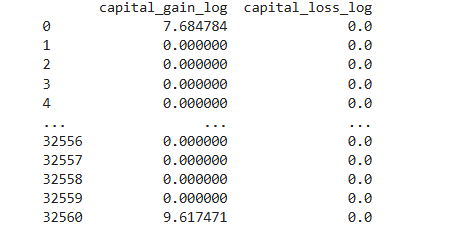 capital_gain_log capital_loss_log
0 7.684784 0.0
1 0.000000 0.0
2 0.000000 0.0
3 0.000000 0.0
4 0.000000 0.0
... ... ...
32556 0.000000 0.0
32557 0.000000 0.0
32558 0.000000 0.0
32559 0.000000 0.0
32560 9.617471 0.0